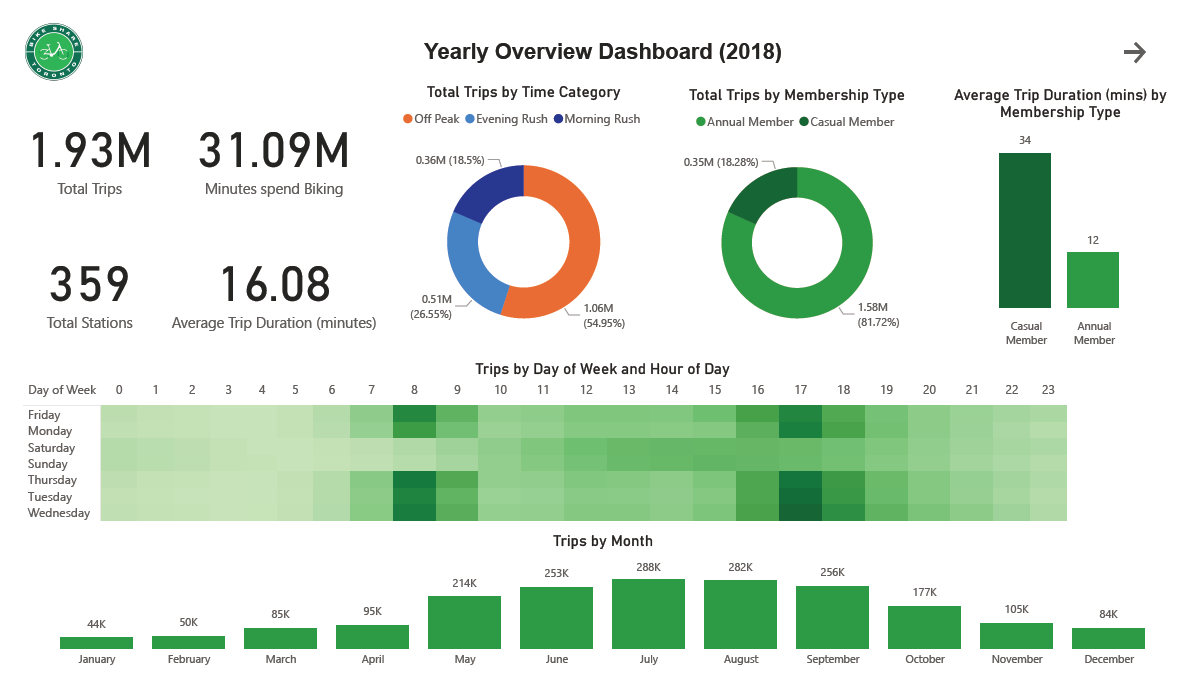 BIKE SHARE
TORONTO
Yearly Overview Dashboard (2018)
1.93M
Total Trips
31.09M
Minutes spend Biking
359
Total Stations
16.08
Average Trip Duration (minutes)
Total Trips by Time Category
Off Peak Evening Rush Morning Rush
0.36M (18.5%)
0.51M
(26.55%)
1.06M
(54.95%)
Total Trips by Membership Type
Annual Member Casual Member
0.35M (18.28%)
1.58M
(81.72%)
Average Trip Duration (mins) by
Membership Type
34
12
Casual
Member
Annual
Member
Trips by Day of Week and Hour of Day
Day of Week 0 1 2 3 4 5 6 7 8 9 10 11 12 13 14 15 16 17 18 19 20 21 22 23
Friday
Monday
Saturday
Sunday
Thursday
Tuesday
Wednesday
Trips by Month
44K 50K 85K 95K 214K 253K 288K 282K 256K 177K 105K 84K
January February March April May June July August September October November December